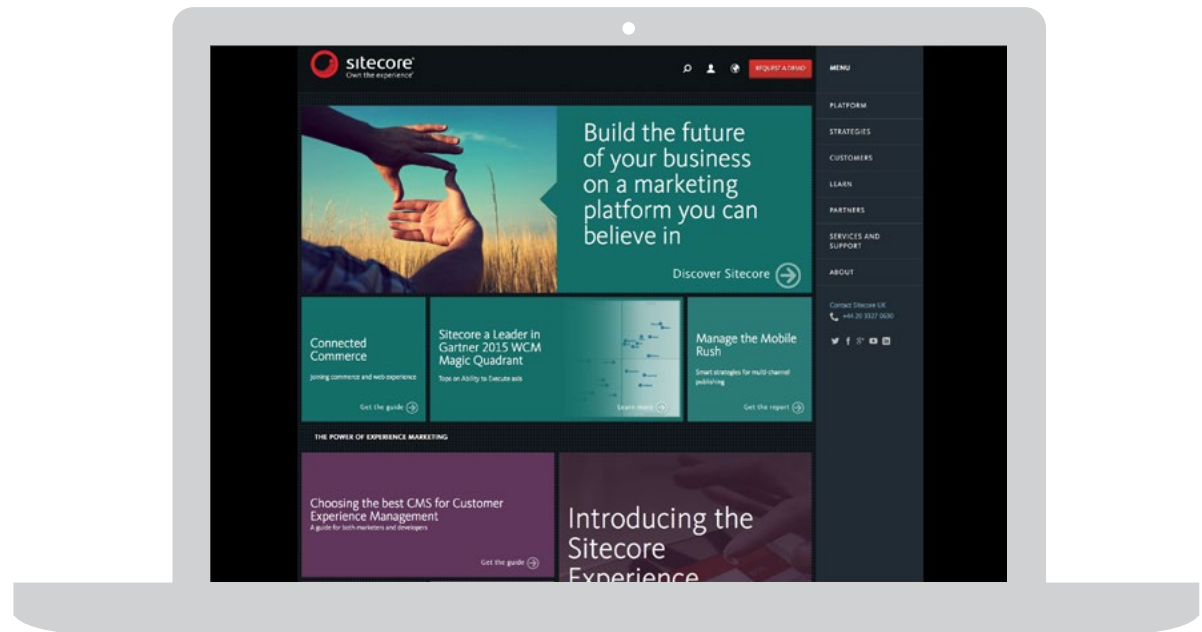 sitecore
Own the experience®
REQUEST A DEMO
MENU
PLATFORM
STRATEGIES
CUSTOMERS
LEARN
PARTNERS
SERVICES AND
SUPPORT
ABOUT
Contact Sitecore UK
+44 20 3327 0630
Build the future
of your business
on a marketing
platform you can
believe in
Discover Sitecore
Connected
Commerce
Joining commerce and web experience
Get the guide
Sitecore a Leader in
Gartner 2015 WCM
Magic Quadrant
Tops on Ability to Execute axis
Learn more
Manage the Mobile
Rush
Smart strategies for multi-channel
publishing
Get the report
THE POWER OF EXPERIENCE MARKETING
Choosing the best CMS for Customer
Experience Management
A guide for both marketers and developers
Get the guide
Introducing the
Sitecore
Experience